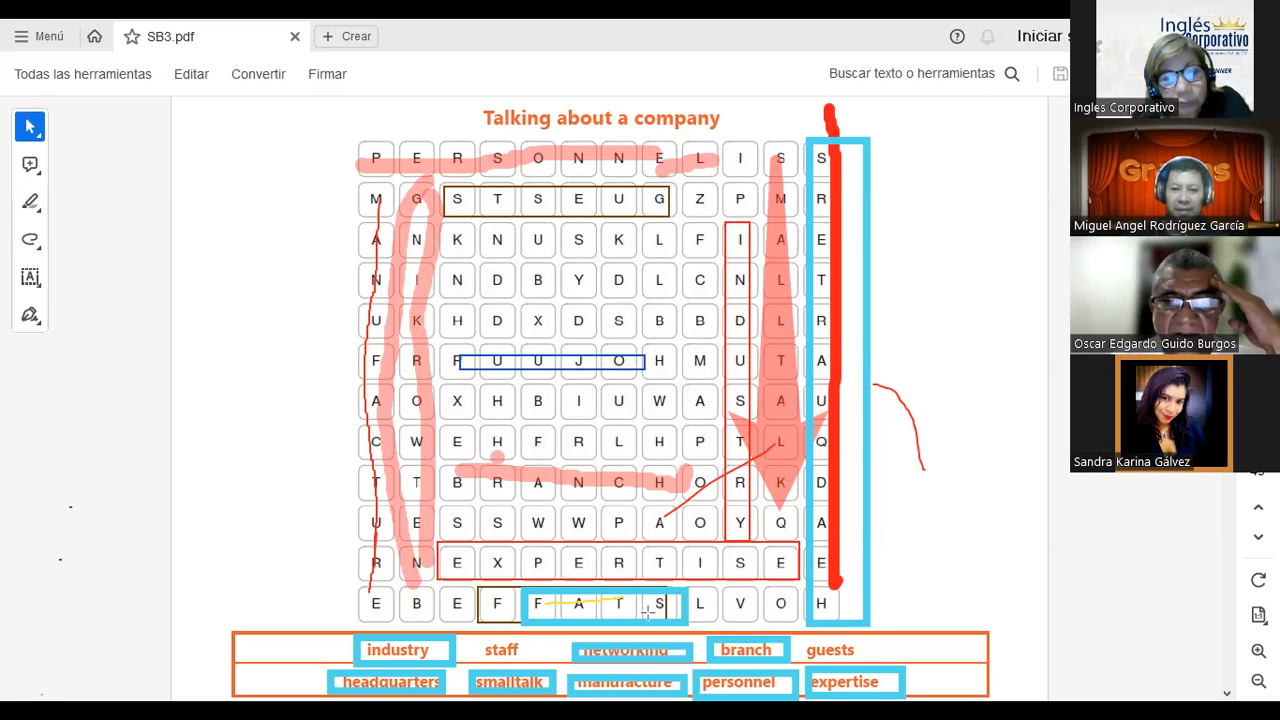 Menú SB3.pdf Crear Iniciar s
Todas las herramientas Editar Convertir Firmar Buscar texto o herramientas
Inglés
Corporativo
Ingles Corporativo
Miguel Angel Rodríguez García
Oscar Edgardo Guido Burgos
Sandra Karina Gálvez
Talking about a company
P E R S O N N E L I S S
M G S T S E U G Z P M R
A N K N U S K L F I A E
N I N D B Y D L C N L T
U K H D X D S B B D L R
F R F U U J O H M U T A
A O X H B I U W A S A U
C W E H F R L H P T L Q
T T B R A N C H O R K D
U E S S W W P A O Y Q A
R N E X P E R T I S E E
E B E F F A T S L V O H
industry staff networking branch guests
headquarters smalltalk manufacture personnel expertise